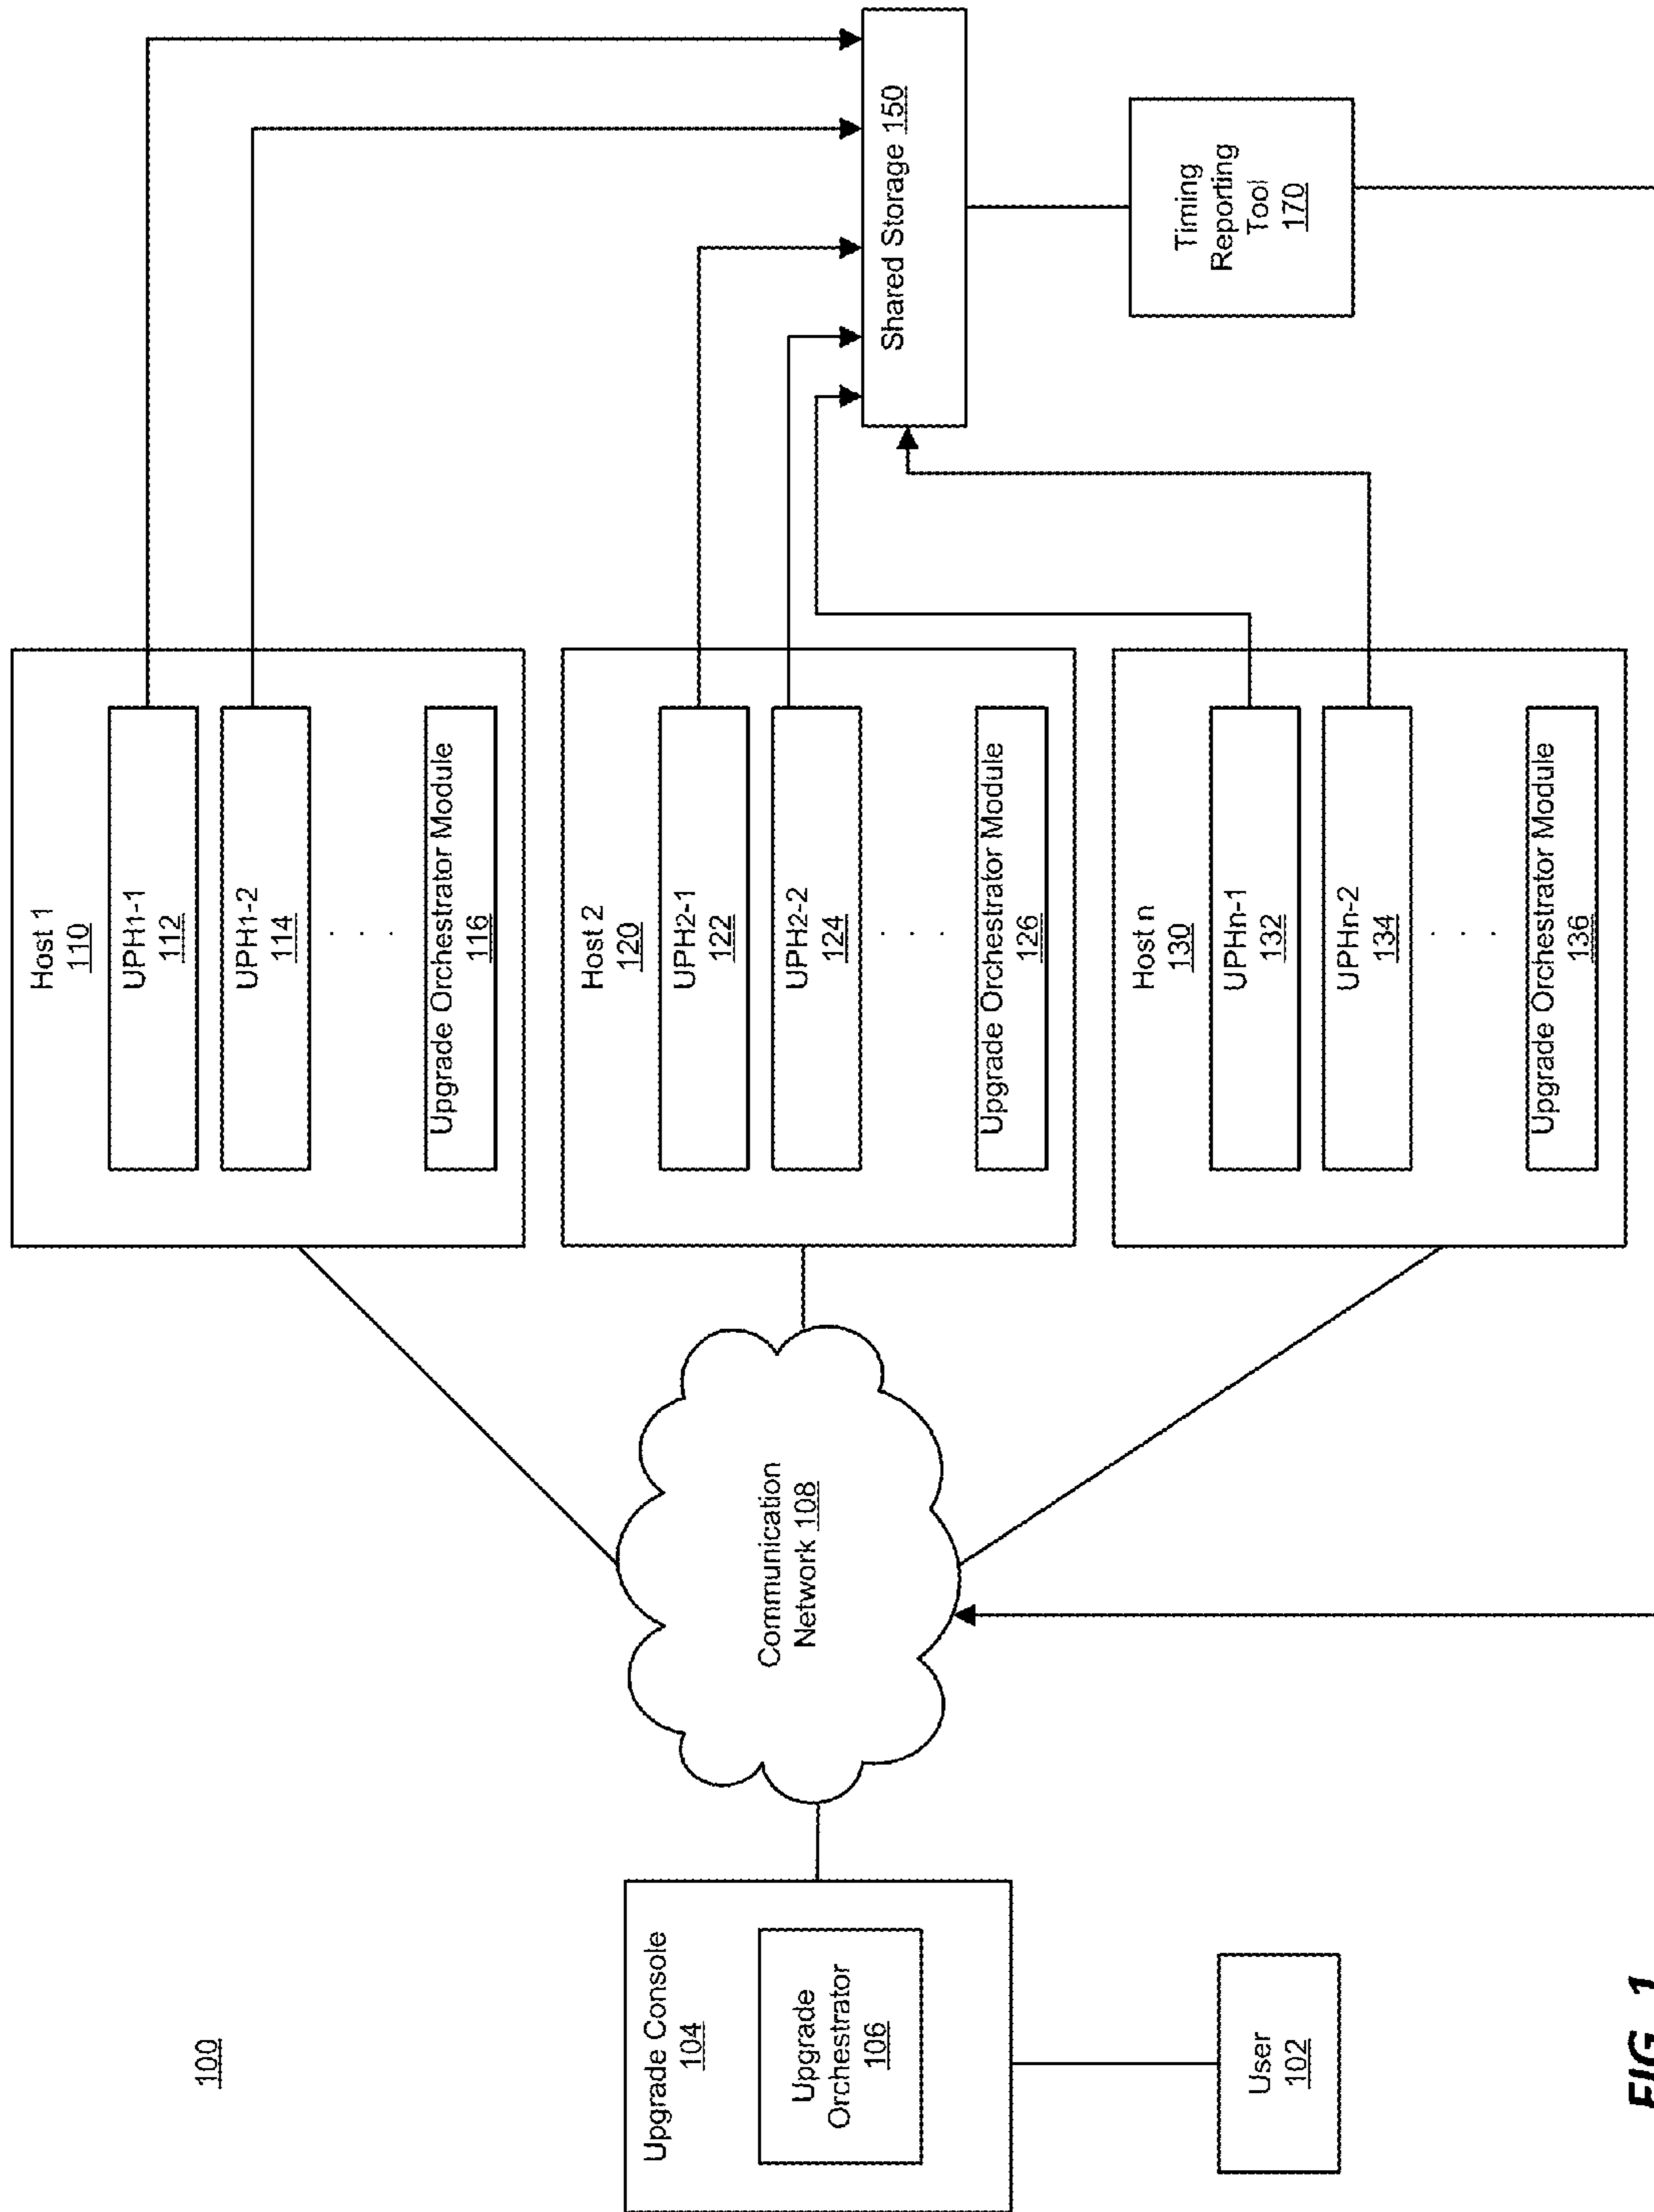 100
Upgrade Console
104
Upgrade
Orchestrator
106
User
102
Communication
Network 108
Host 1
110
UPH1-1
112
UPH1-2
114
. . .
Upgrade Orchestrator Module
116
Host 2
120
UPH2-1
122
UPH2-2
124
. . .
Upgrade Orchestrator Module
126
Host n
130
UPHn-1
132
UPHn-2
134
. . .
Upgrade Orchestrator Module
136
Shared Storage 150
Timing
Reporting
Tool
170
FIG. 1